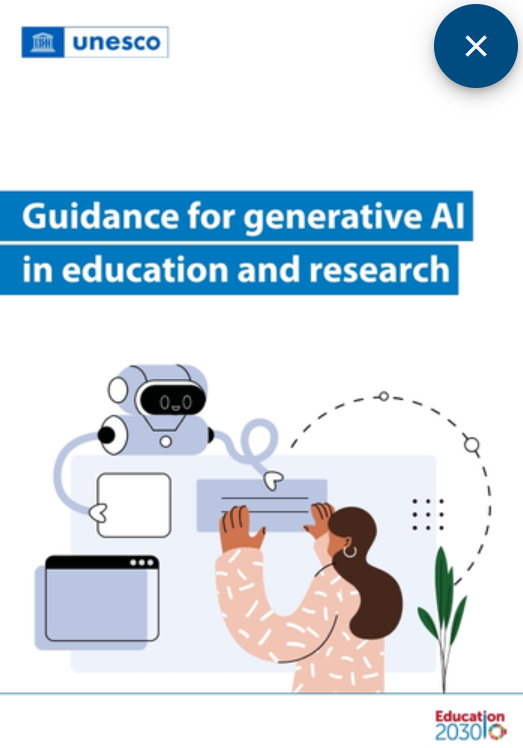 unesco
Guidance for generative AI
in education and research
Education
2030